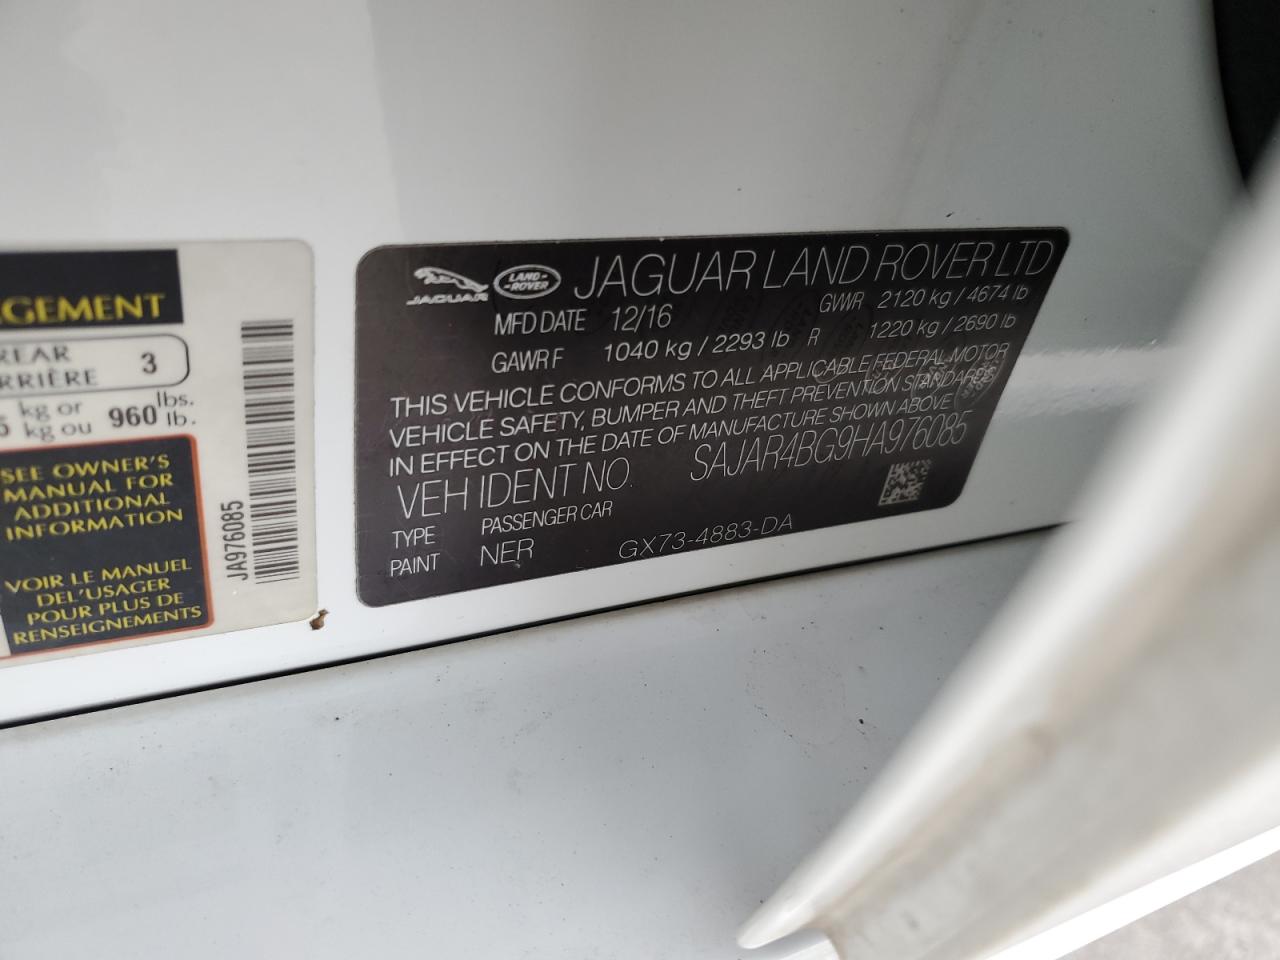 GEMENT
REAR 3
RRIÈRE
kg or 960 lbs.
kg ou lb.
SEE OWNER'S
MANUAL FOR
ADDITIONAL
INFORMATION
VOIR LE MANUEL
DEL'USAGER
POUR PLUS DE
RENSEIGNEMENTS
JA976085
JAGUAR LAND-ROVER JAGUAR LAND ROVER LTD
MFD DATE 12/16 GVWR 2120 kg / 4674 lb
GAWR F 1040 kg / 2293 lb R 1220 kg / 2690 lb
THIS VEHICLE CONFORMS TO ALL APPLICABLE FEDERAL MOTOR
VEHICLE SAFETY, BUMPER AND THEFT PREVENTION STANDARDS
IN EFFECT ON THE DATE OF MANUFACTURE SHOWN ABOVE
VEH IDENT NO. SAJAR4BG9HA976085
TYPE PASSENGER CAR
PAINT NER GX73-4883-DA